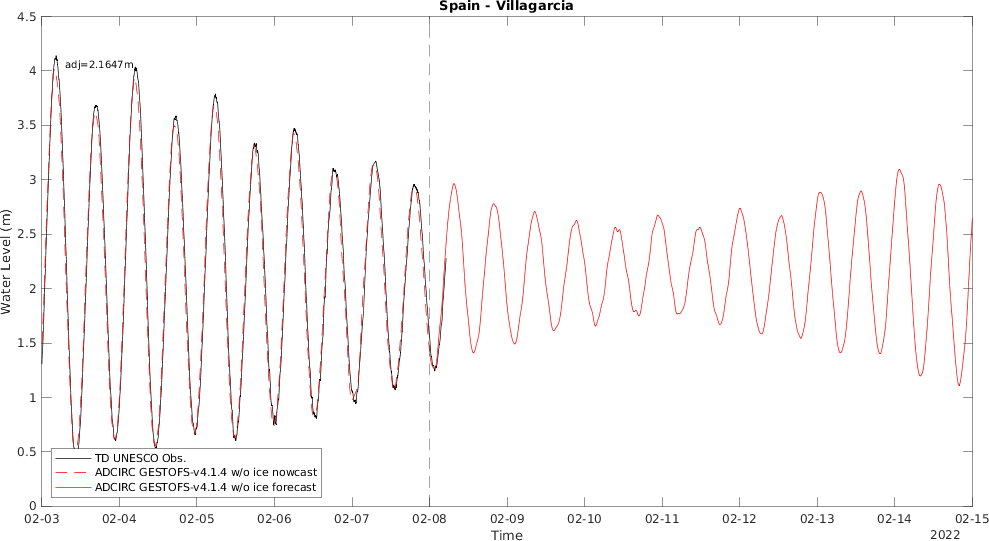 Spain - Villagarcia
4.5
4
3.5
3
2.5
2
1.5
1
0.5
0
Water Level (m)
adj=2.1647m
TD UNESCO Obs.
ADCIRC GESTOFS-v4.1.4 w/o ice nowcast
ADCIRC GESTOFS-v4.1.4 w/o ice forecast
02-03 02-04 02-05 02-06 02-07 02-08 02-09 02-10 02-11 02-12 02-13 02-14 02-15
Time
2022